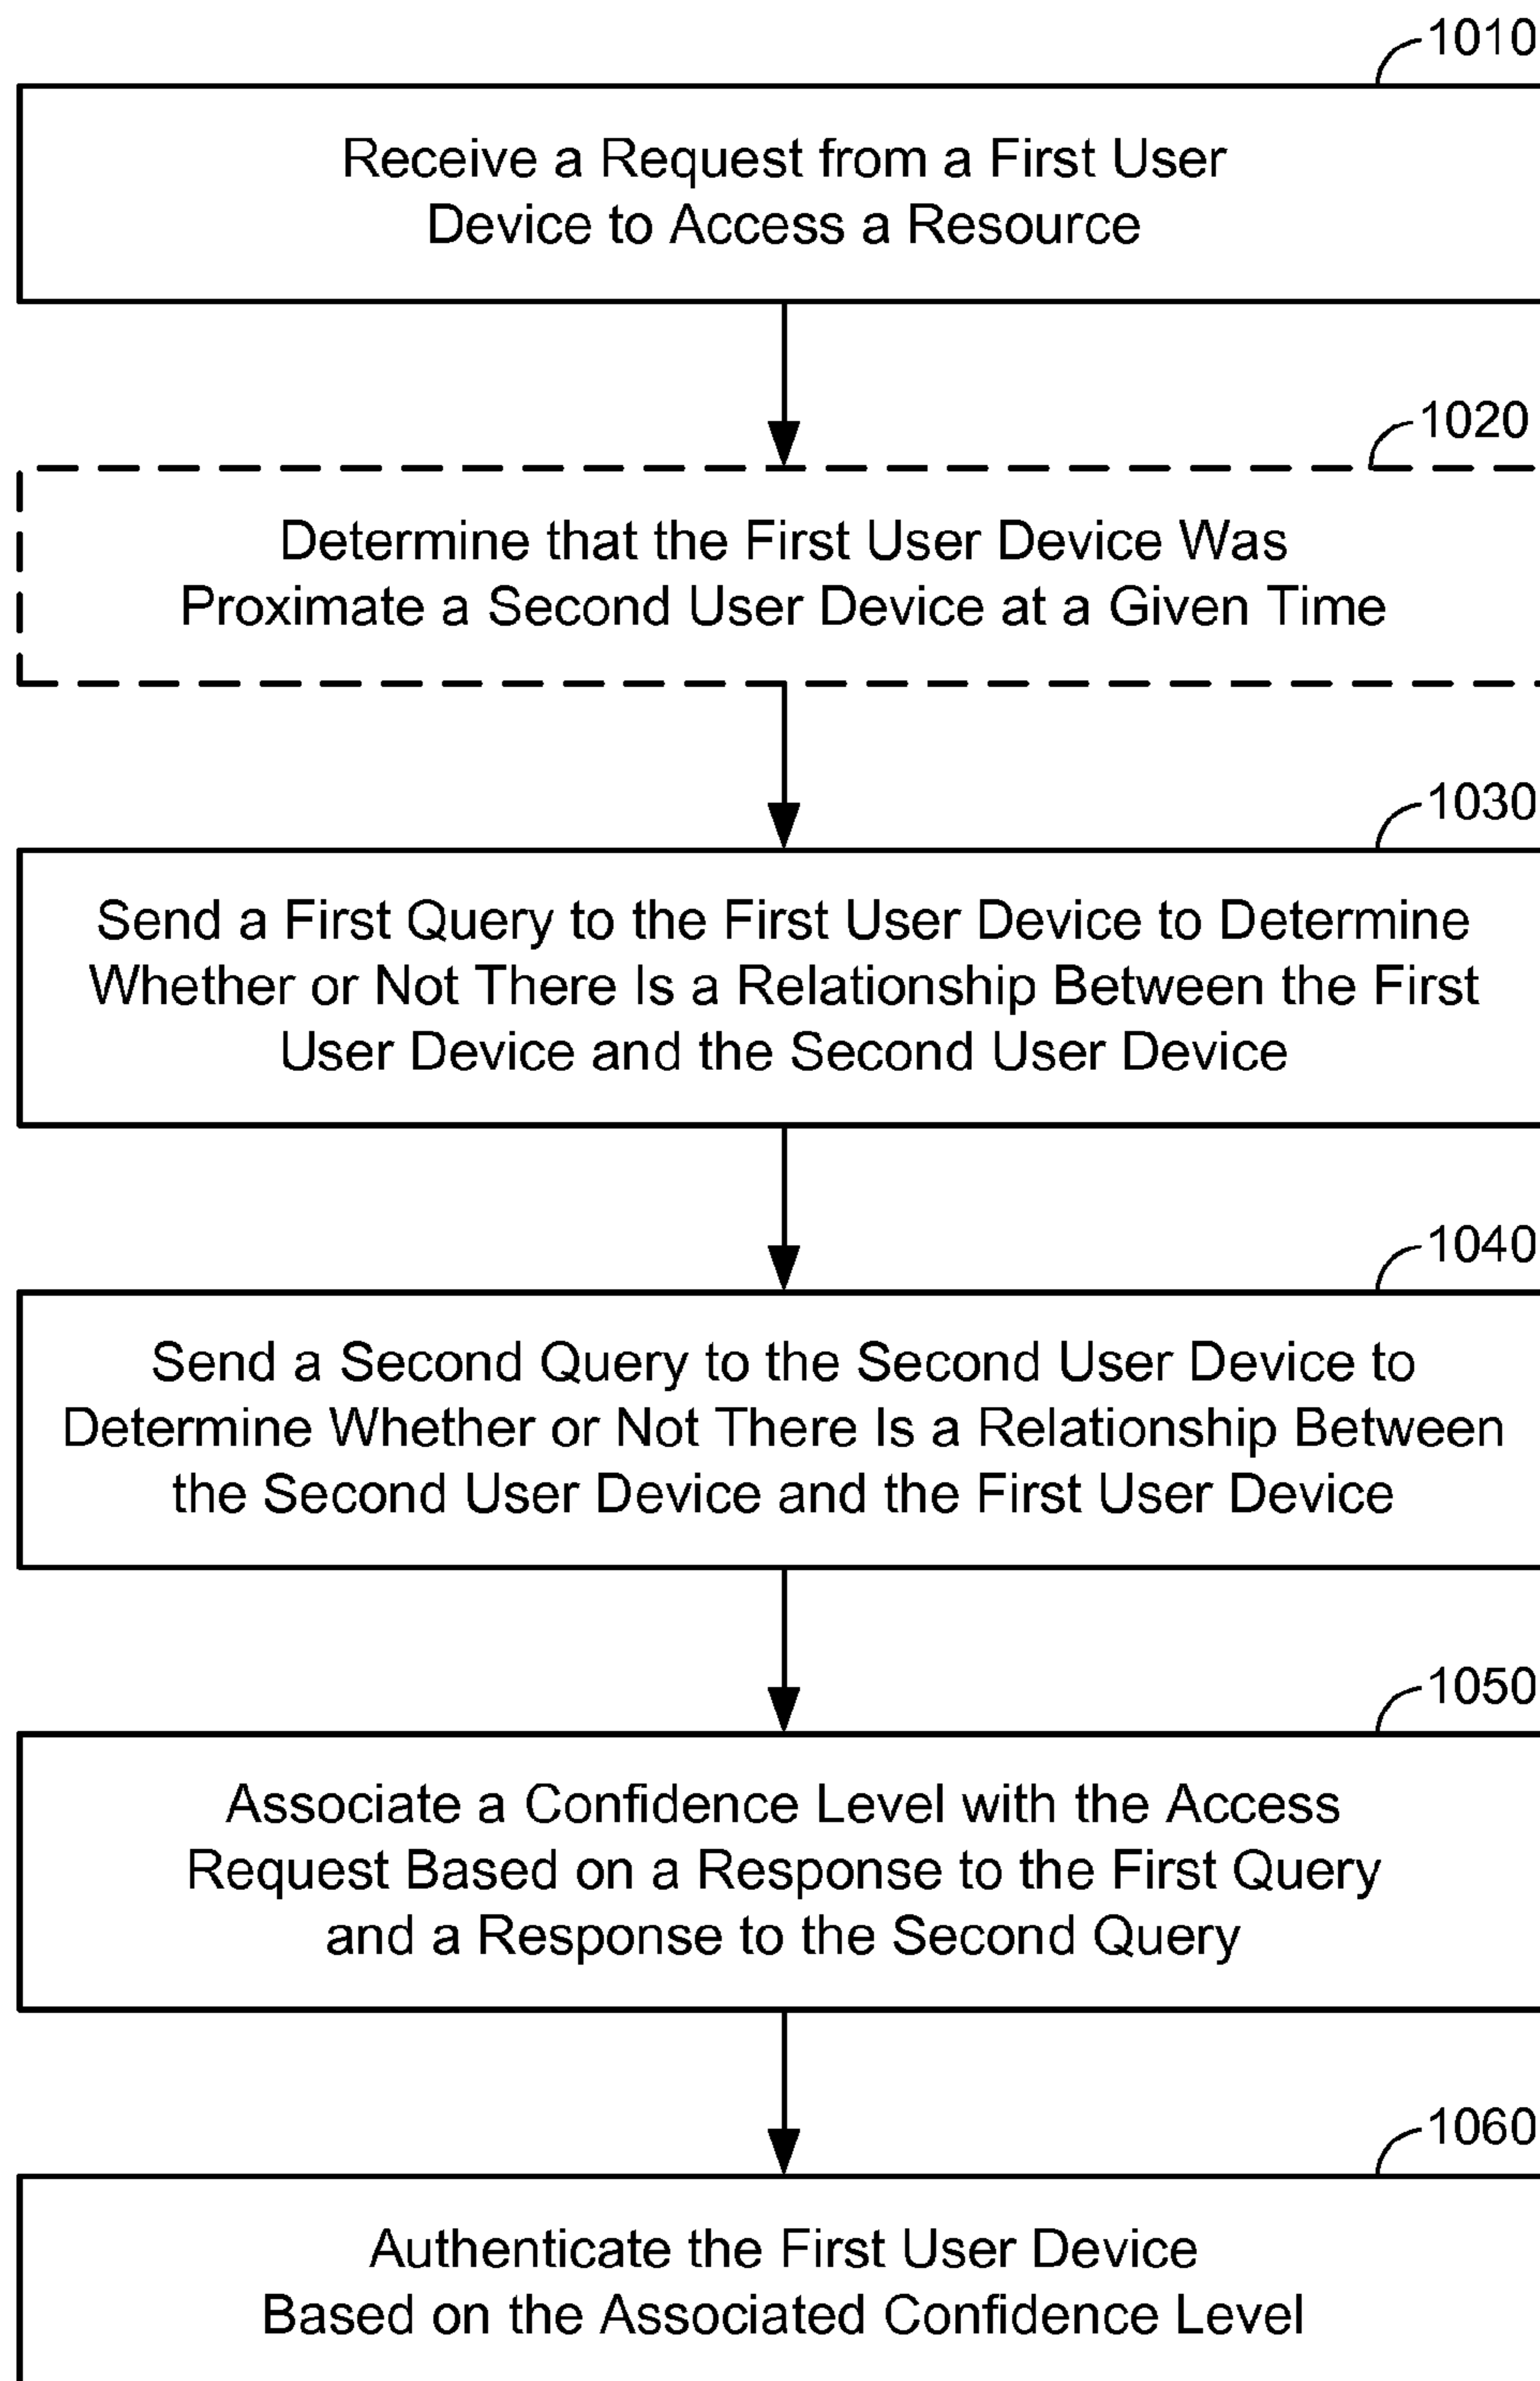 1010
Receive a Request from a First User
Device to Access a Resource
1020
Determine that the First User Device Was
Proximate a Second User Device at a Given Time
1030
Send a First Query to the First User Device to Determine
Whether or Not There Is a Relationship Between the First
User Device and the Second User Device
1040
Send a Second Query to the Second User Device to
Determine Whether or Not There Is a Relationship Between
the Second User Device and the First User Device
1050
Associate a Confidence Level with the Access
Request Based on a Response to the First Query
and a Response to the Second Query
1060
Authenticate the First User Device
Based on the Associated Confidence Level